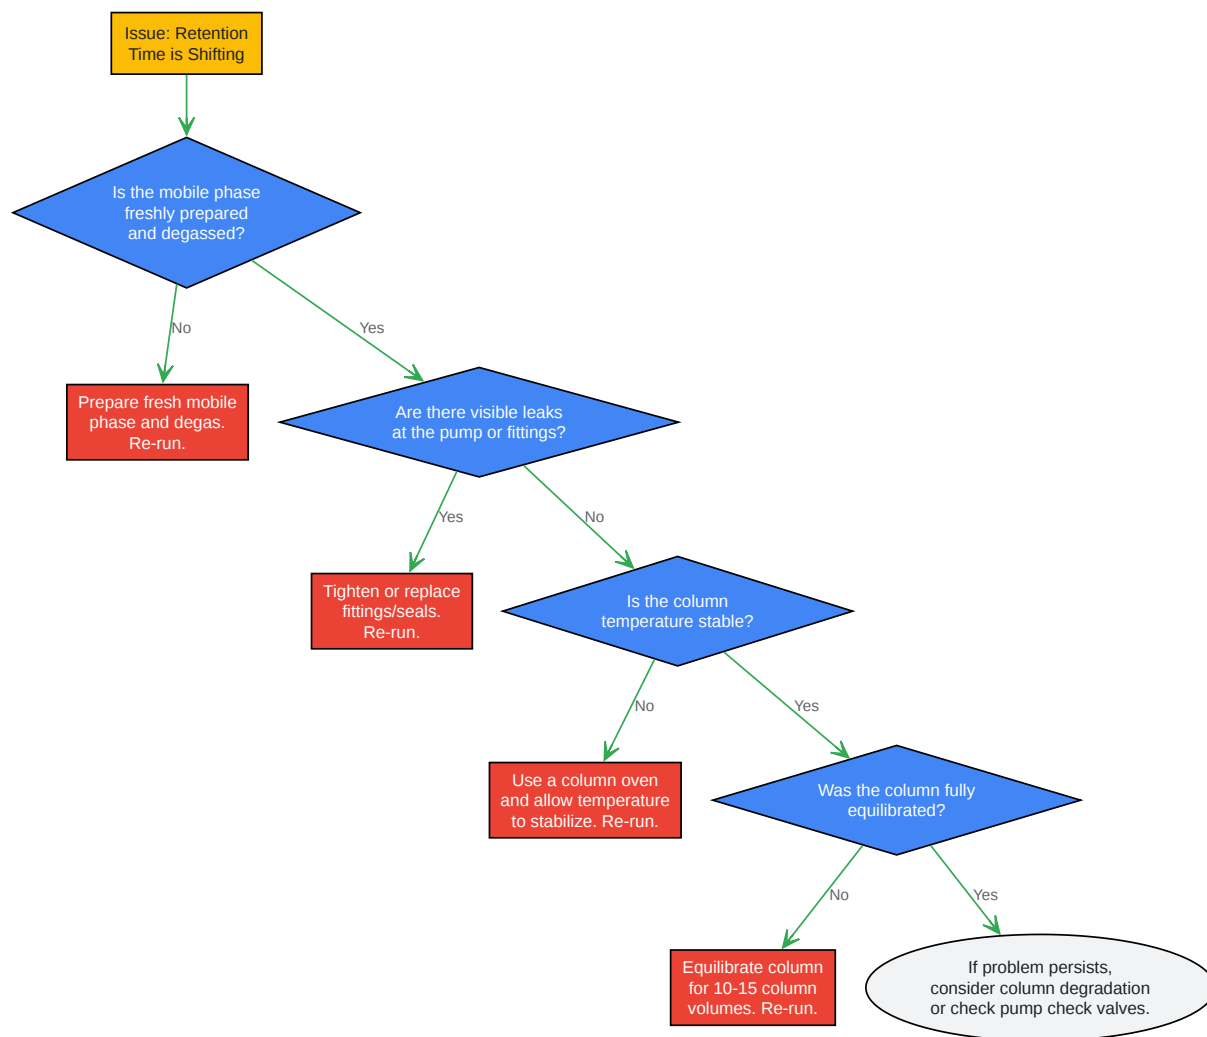 Issue: Retention
Time is Shifting
Is the mobile phase
freshly prepared
and degassed?
No
Yes
Prepare fresh mobile
phase and degas.
Re-run.
Are there visible leaks
at the pump or fittings?
Yes
No
Tighten or replace
fittings/seals.
Re-run.
Is the column
temperature stable?
No
Yes
Use a column oven
and allow temperature
to stabilize. Re-run.
Was the column fully
equilibrated?
No
Yes
Equilibrate column
for 10-15 column
volumes. Re-run.
If problem persists,
consider column degradation
or check pump check valves.